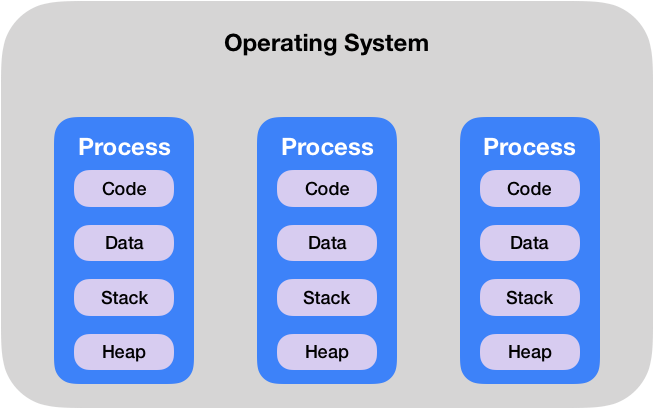 Operating System
Process
Code
Data
Stack
Heap
Process
Code
Data
Stack
Heap
Process
Code
Data
Stack
Heap